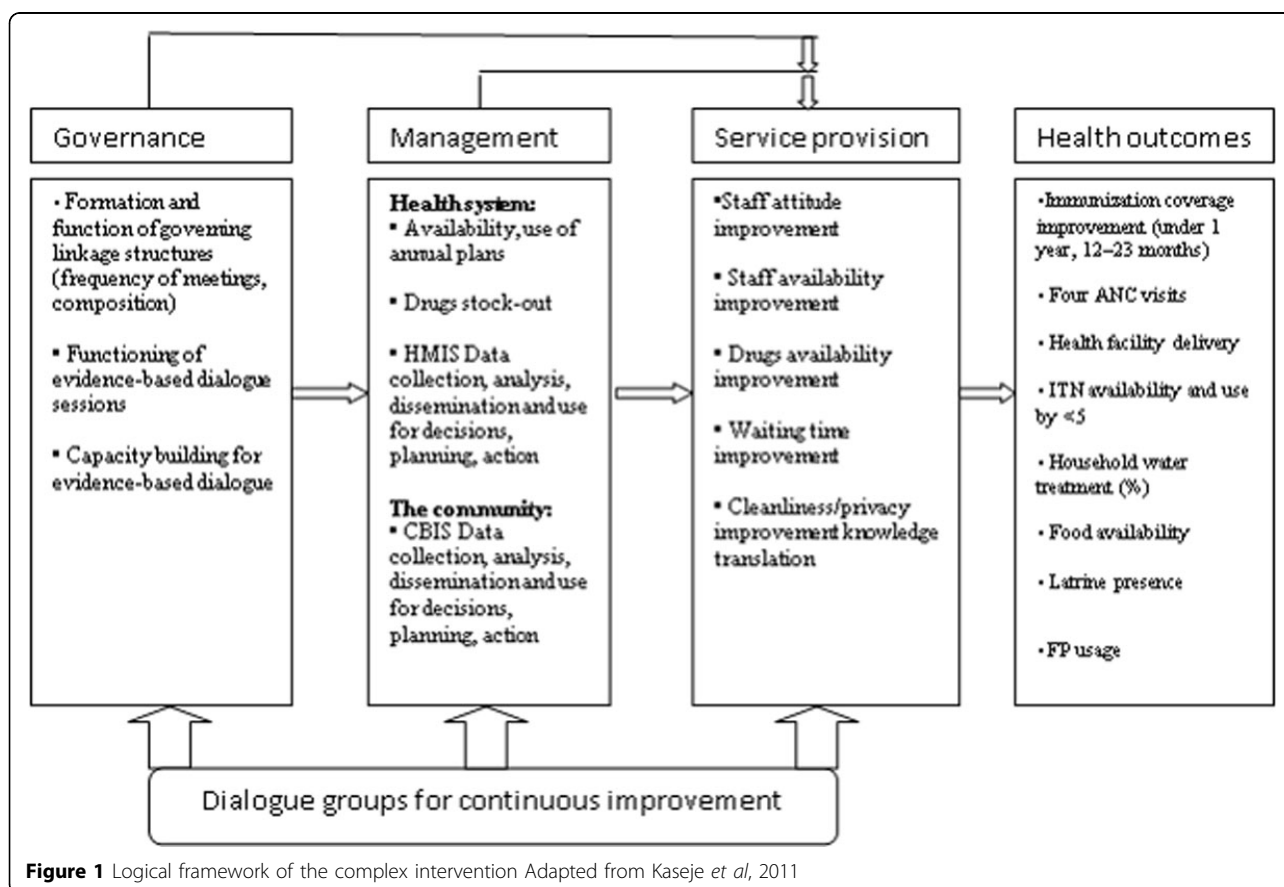 Governance
Management
Service provision
Health outcomes
• Formation and
function of governing
linkage structures
(frequency of meetings,
composition)
▪ Functioning of
evidence-based dialogue
sessions
▪ Capacity building for
evidence-based dialogue
Health system:
▪ Availability, use of
annual plans
▪ Drugs stock-out
▪ HMIS Data
collection, analysis,
dissemination and use
for decisions,
planning, action
The community:
▪ CBIS Data
collection, analysis,
dissemination and use
for decisions,
planning, action
▪Staff attitude
improvement
▪ Staff availability
improvement
▪ Drugs availability
improvement
▪ Waiting time
improvement
▪ Cleanliness/privacy
improvement knowledge
translation
•Immunization coverage
improvement (under 1
year, 12–23 months)
• Four ANC visits
• Health facility delivery
• ITN availability and use
by <5
• Household water
treatment (%)
• Food availability
• Latrine presence
• FP usage
Dialogue groups for continuous improvement
Figure 1 Logical framework of the complex intervention Adapted from Kaseje et al, 2011